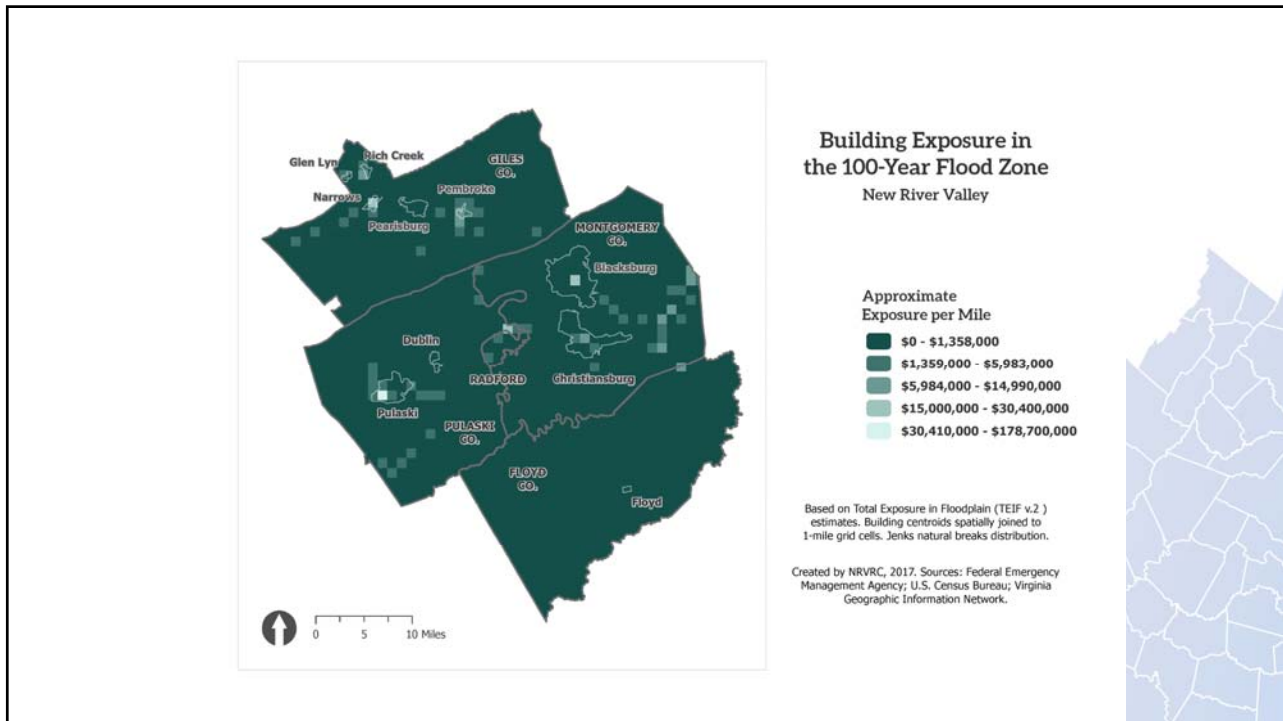 Building Exposure in
the 100-Year Flood Zone
New River Valley
Glen Lyn
Rich Creek
GILES
CO.
Narrows
Pembroke
Pearisburg
MONTGOMERY
CO.
Blacksburg
Dublin
RADFORD
Christiansburg
Pulaski
PULASKI
CO.
FLOYD
CO.
Floyd
0 5 10 Miles
Approximate
Exposure per Mile
$0 - $1,358,000
$1,359,000 - $5,983,000
$5,984,000 - $14,990,000
$15,000,000 - $30,400,000
$30,410,000 - $178,700,000
Based on Total Exposure in Floodplain (TEIF v.2 )
estimates. Building centroids spatially joined to
1-mile grid cells. Jenks natural breaks distribution.
Created by NRVRC, 2017. Sources: Federal Emergency
Management Agency; U.S. Census Bureau; Virginia
Geographic Information Network.